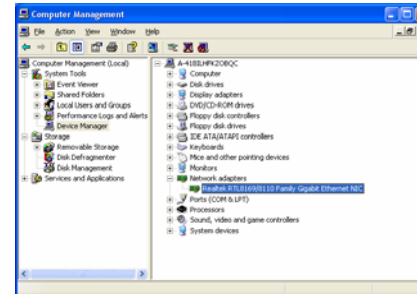 Computer Management
File Action View Window Help
Computer Management (Local)
System Tools
Event Viewer
Shared Folders
Local Users and Groups
Performance Logs and Alerts
Device Manager
Storage
Removable Storage
Disk Defragmenter
Disk Management
Services and Applications
Computer
Disk drives
Display adapters
DVD/CD-ROM drives
Floppy disk controllers
Floppy disk drives
IDE ATA/ATAPI controllers
Keyboards
Mice and other pointing devices
Monitors
Network adapters
Realtek RTL8169/8110 Family Gigabit Ethernet NIC
Ports (COM & LPT)
Processors
Sound, video and game controllers
System devices